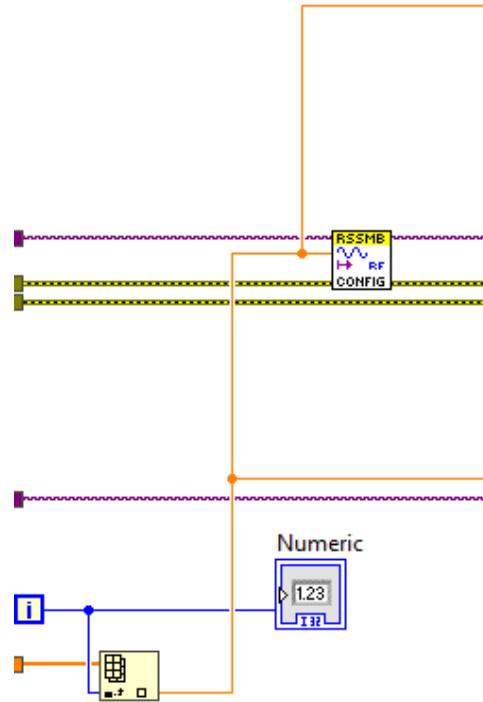 RSSMB
RF
CONFIG
Numeric
1.23
I32
i